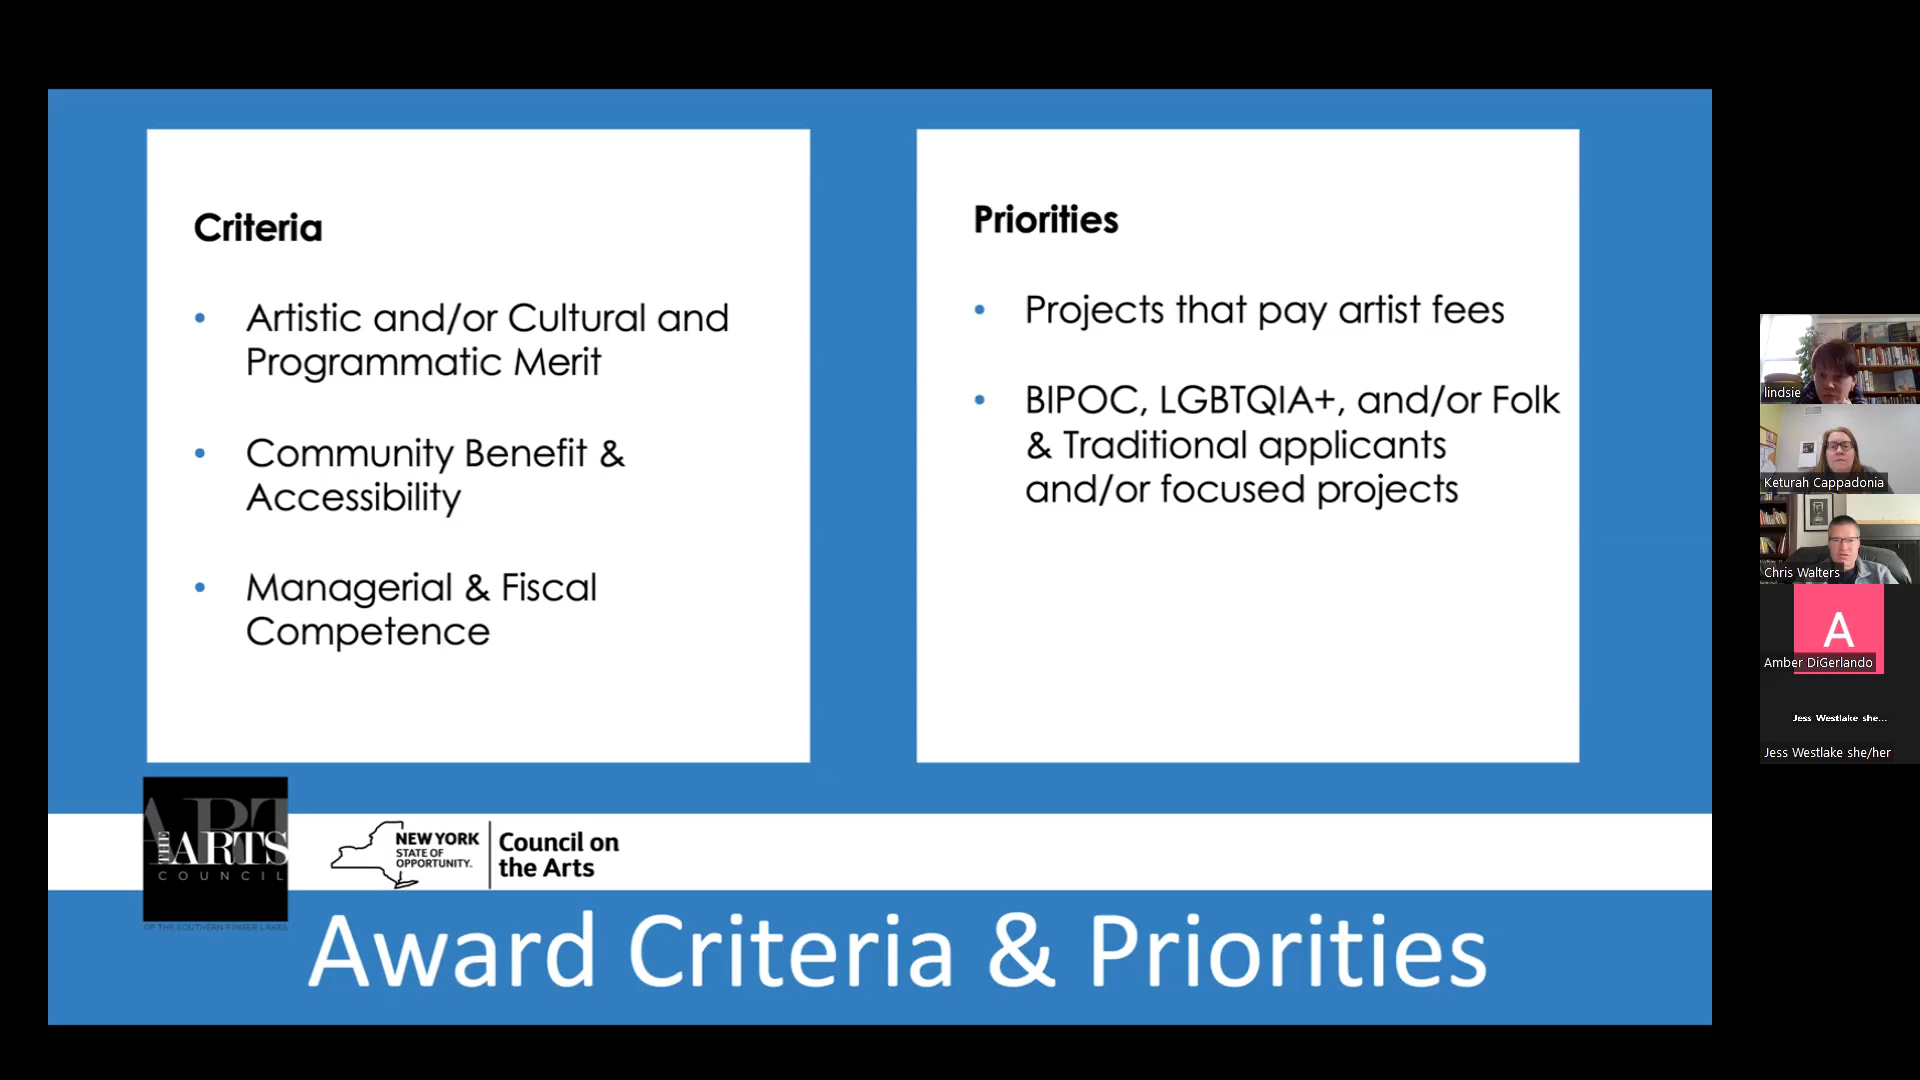 Criteria
• Artistic and/or Cultural and
Programmatic Merit
• Community Benefit &
Accessibility
• Managerial & Fiscal
Competence
Priorities
• Projects that pay artist fees
• BIPOC, LGBTQIA+, and/or Folk
& Traditional applicants
and/or focused projects
ART
THE ARTS
COUNCIL
OF THE SOUTHERN FINGER LAKES
NEW YORK
STATE OF
OPPORTUNITY.
Council on
the Arts
Award Criteria & Priorities
lindsie
Keturah Cappadonia
Chris Walters
A
Amber DiGerlando
Jess Westlake she...
Jess Westlake she/her